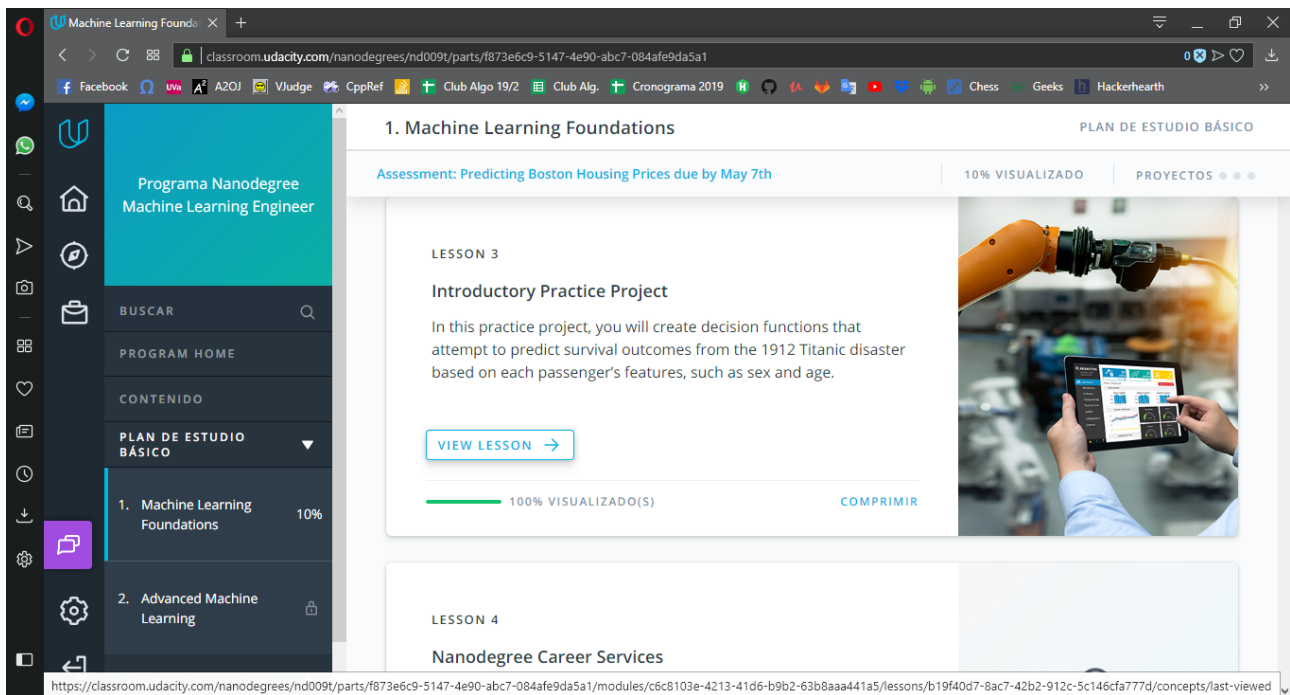 Machine Learning Founda
classroom.udacity.com/nanodegrees/nd009t/parts/f873e6c9-5147-4e90-abc7-084afe9da5a1
0
Facebook
UVa
A2OJ
VJudge
CppRef
Club Algo 19/2
Club Alg.
Cronograma 2019
Chess
Geeks
Hackerhearth
Programa Nanodegree
Machine Learning Engineer
BUSCAR
PROGRAM HOME
CONTENIDO
PLAN DE ESTUDIO
BÁSICO
1. Machine Learning
Foundations
10%
2. Advanced Machine
Learning
1. Machine Learning Foundations
PLAN DE ESTUDIO BÁSICO
Assessment: Predicting Boston Housing Prices due by May 7th
10% VISUALIZADO
PROYECTOS
LESSON 3
Introductory Practice Project
In this practice project, you will create decision functions that
attempt to predict survival outcomes from the 1912 Titanic disaster
based on each passenger’s features, such as sex and age.
VIEW LESSON
100% VISUALIZADO(S)
COMPRIMIR
LESSON 4
Nanodegree Career Services
https://classroom.udacity.com/nanodegrees/nd009t/parts/f873e6c9-5147-4e90-abc7-084afe9da5a1/modules/c6c8103e-4213-41d6-b9b2-63b8aaa441a5/lessons/b19f40d7-8ac7-42b2-912c-5c146cfa777d/concepts/last-viewed